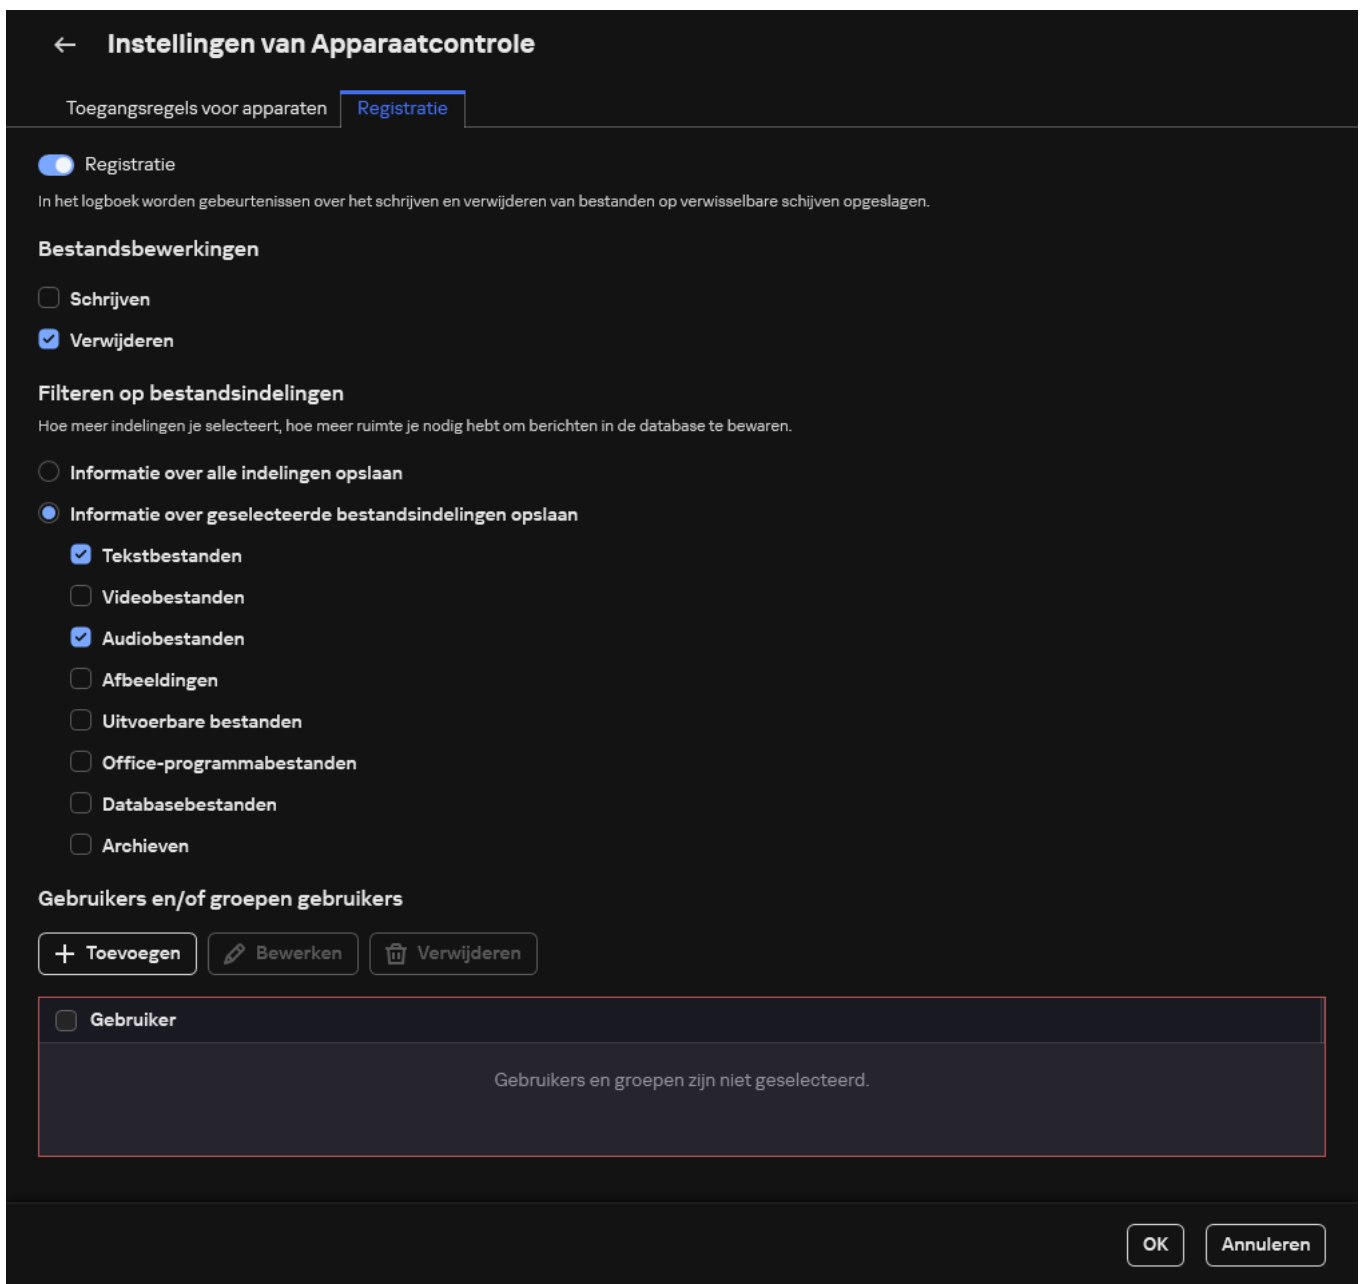 Instellingen van Apparaatcontrole
Toegangsregels voor apparaten
Registratie
Registratie
In het logboek worden gebeurtenissen over het schrijven en verwijderen van bestanden op verwisselbare schijven opgeslagen.
Bestandsbewerkingen
Schrijven
Verwijderen
Filteren op bestandsindelingen
Hoe meer indelingen je selecteert, hoe meer ruimte je nodig hebt om berichten in de database te bewaren.
Informatie over alle indelingen opslaan
Informatie over geselecteerde bestandsindelingen opslaan
Tekstbestanden
Videobestanden
Audiobestanden
Afbeeldingen
Uitvoerbare bestanden
Office-programmabestanden
Databasebestanden
Archieven
Gebruikers en/of groepen gebruikers
Toevoegen
Bewerken
Verwijderen
Gebruiker
Gebruikers en groepen zijn niet geselecteerd.
OK
Annuleren